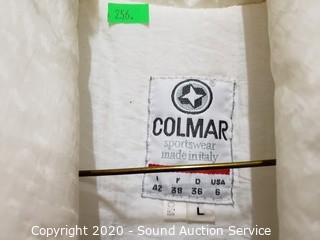 256.
COLMAR
sportswear
made in italy
I F D USA
42 38 36 6
L
Copyright 2020 - Sound Auction Service